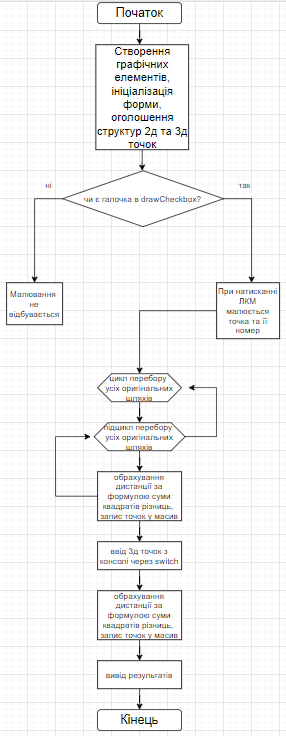 Початок
Створення
графічних
елементів,
ініціалізація
форми,
оголошення
структур 2д та 3д
точок
чи є галочка в drawCheckbox?
ні
так
Малювання
не
відбувається
При натисканні
ЛКМ
малюється
точка та її
номер
цикл перебору
усіх оригінальних
шляхів
підцикл перебору
усіх оригінальних
шляхів
обрахування
дистанції за
формулою суми
квадратів різниць,
запис точок у масив
ввід 3д точок з
консолі через switch
обрахування
дистанції за
формулою суми
квадратів різниць,
запис точок у масив
вивід результатів
Кінець